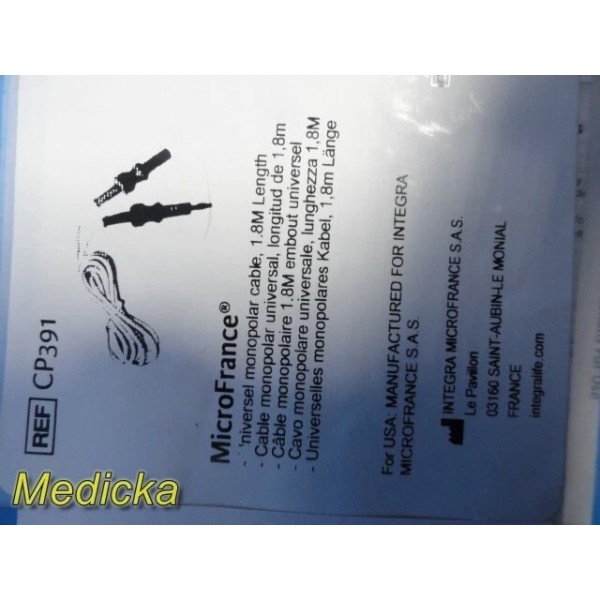 REF CP391
MicroFrance®
- 'niversel monopolar cable, 1.8M Length
- Cable monopolar universal, longitud de 1,8m
- Câble monopolaire 1.8M embout universel
- Cavo monopolare universale, lunghezza 1,8M
- Universelles monopolares Kabel, 1,8m Länge
For USA: MANUFACTURED FOR INTEGRA
MICROFRANCE S.A.S.
INTEGRA MICROFRANCE S.A.S.
Le Pavillon
03160 SAINT-AUBIN-LE MONIAL
FRANCE
integralife.com
Medicka